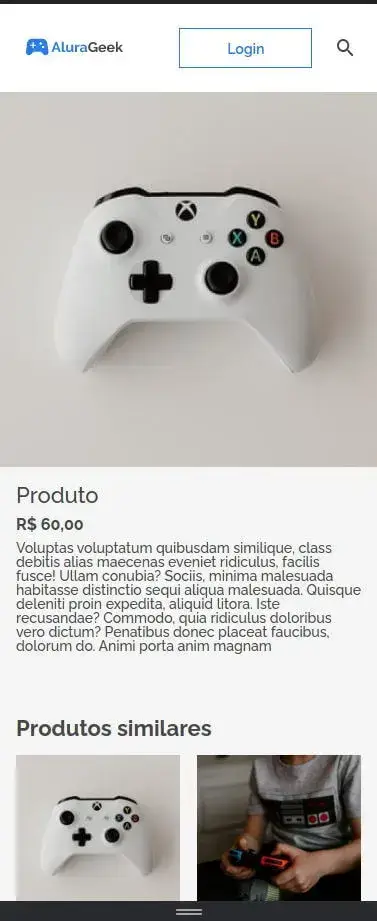 AluraGeek
Login
Y
X
B
A
Produto
R$ 60,00
Voluptas voluptatum quibusdam similique, class
debitis alias maecenas eveniet ridiculus, facilis
fusce! Ullam conubia? Sociis, minima malesuada
habitasse distinctio sequi aliqua malesuada. Quisque
deleniti proin expedita, aliquid litora. Iste
recusandae? Commodo, quia ridiculus doloribus
vero dictum? Penatibus donec placeat faucibus,
dolorum do. Animi porta anim magnam
Produtos similares